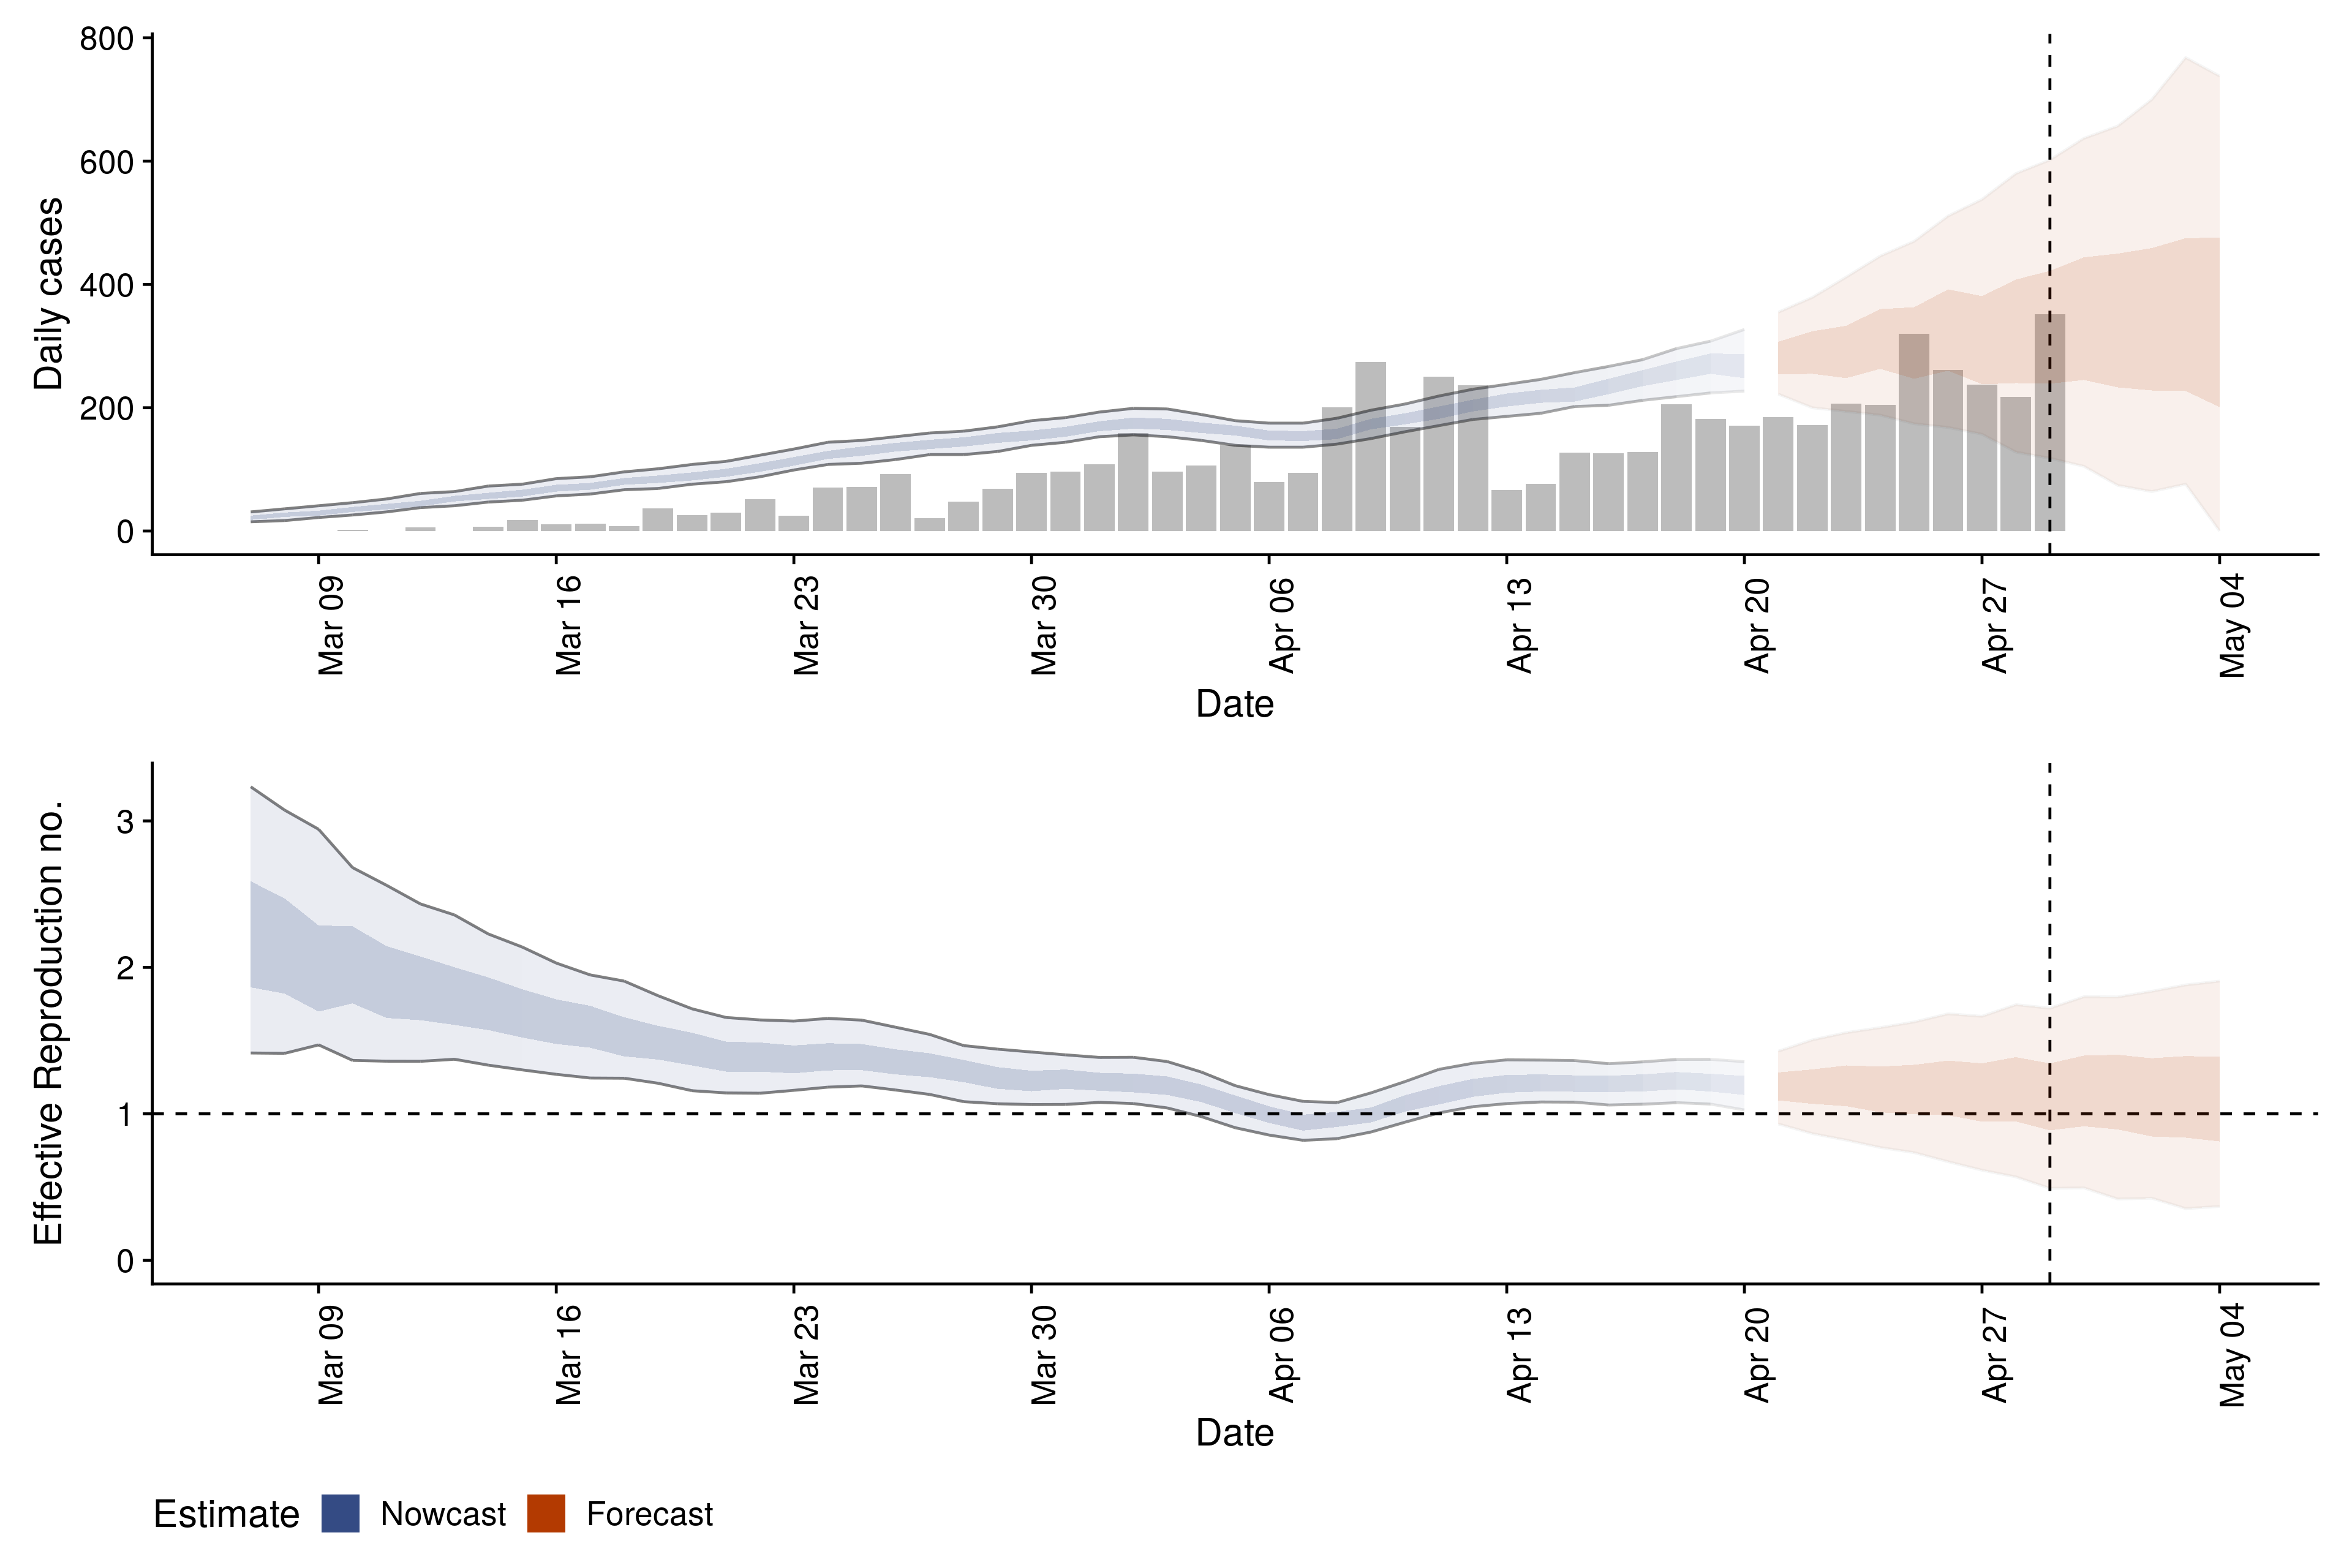 Daily cases
800
600
400
200
0
Mar 09
Mar 16
Mar 23
Mar 30
Apr 06
Apr 13
Apr 20
Apr 27
May 04
Date
Effective Reproduction no.
3
2
1
0
Mar 09
Mar 16
Mar 23
Mar 30
Apr 06
Apr 13
Apr 20
Apr 27
May 04
Date
Estimate Nowcast Forecast